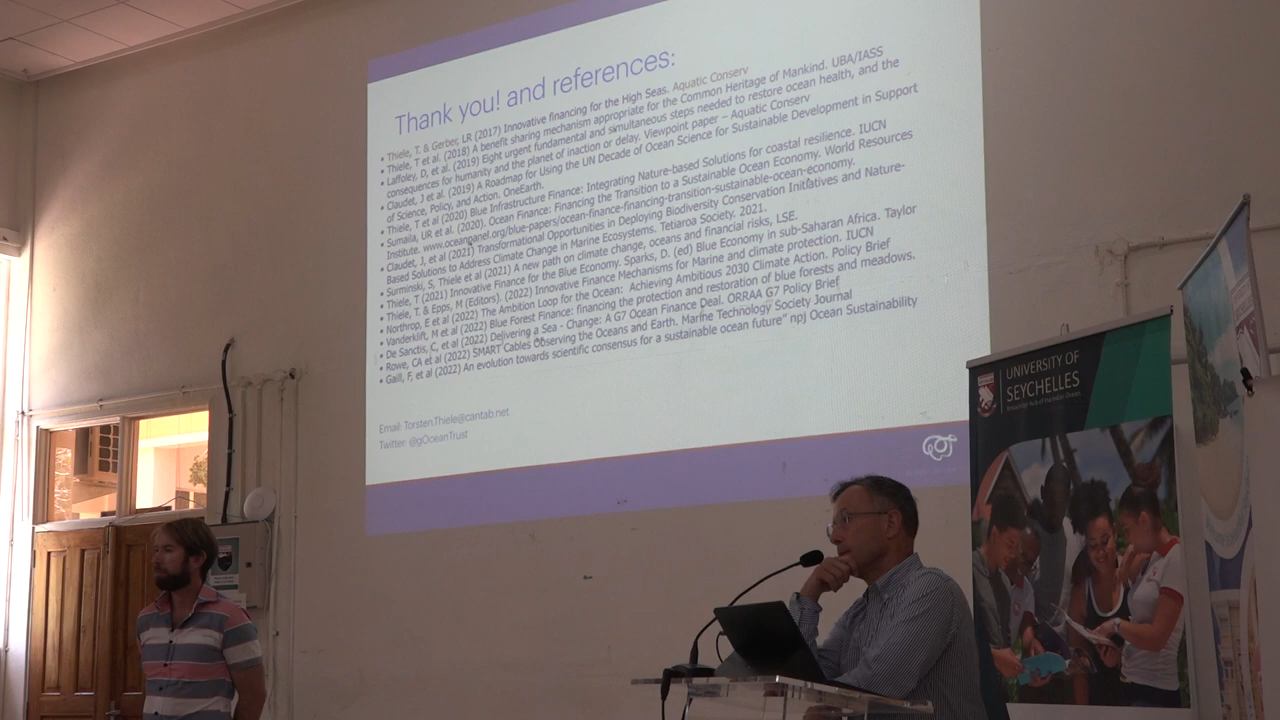 Thank you! and references:
• Thiele, T. & Gerber, LR (2017) Innovative financing for the High Seas. Aquatic Conserv
• Thiele, T et al. (2018) A benefit sharing mechanism appropriate for the Common Heritage of Mankind. UBA/IASS
• Laffoley, D, et al. (2019) Eight urgent fundamental and simultaneous steps needed to restore ocean health, and the
consequences for humanity and the planet of inaction or delay. Viewpoint paper – Aquatic Conserv
• Claudet, J et al. (2019) A Roadmap for Using the UN Decade of Ocean Science for Sustainable Development in Support
of Science, Policy, and Action. OneEarth.
• Thiele, T et al (2020) Blue Infrastructure Finance: Integrating Nature-based Solutions for coastal resilience. IUCN
• Sumaila, UR et al. (2020). Ocean Finance: Financing the Transition to a Sustainable Ocean Economy. World Resources
Institute. www.oceanpanel.org/blue-papers/ocean-finance-financing-transition-sustainable-ocean-economy.
• Claudet, J, et al (2021) Transformational Opportunities in Deploying Biodiversity Conservation Initiatives and Nature-
Based Solutions to Address Climate Change in Marine Ecosystems. Tetiaroa Society. 2021.
• Surminski, S, Thiele et al (2021) A new path on climate change, oceans and financial risks, LSE.
• Thiele, T (2021) Innovative Finance for the Blue Economy. Sparks, D. (ed) Blue Economy in sub-Saharan Africa. Taylor
• Thiele, T. & Epps, M (Editors). (2022) Innovative Finance Mechanisms for Marine and climate protection. IUCN
• Northrop, E et al (2022) The Ambition Loop for the Ocean: Achieving Ambitious 2030 Climate Action. Policy Brief
• Vanderklift, M et al (2022) Blue Forest Finance: financing the protection and restoration of blue forests and meadows.
• De Sanctis, C, et al (2022) Delivering a Sea - Change: A G7 Ocean Finance Deal. ORRAA G7 Policy Brief
• Rowe, CA et al (2022) SMART Cables Observing the Oceans and Earth. Marine Technology Society Journal
• Gaill, F, et al (2022) An evolution towards scientific consensus for a sustainable ocean future” npj Ocean Sustainability
Email: TorstenThiele@cantab.net
Twitter: @gOceanTrust
UNIVERSITY OF
SEYCHELLES